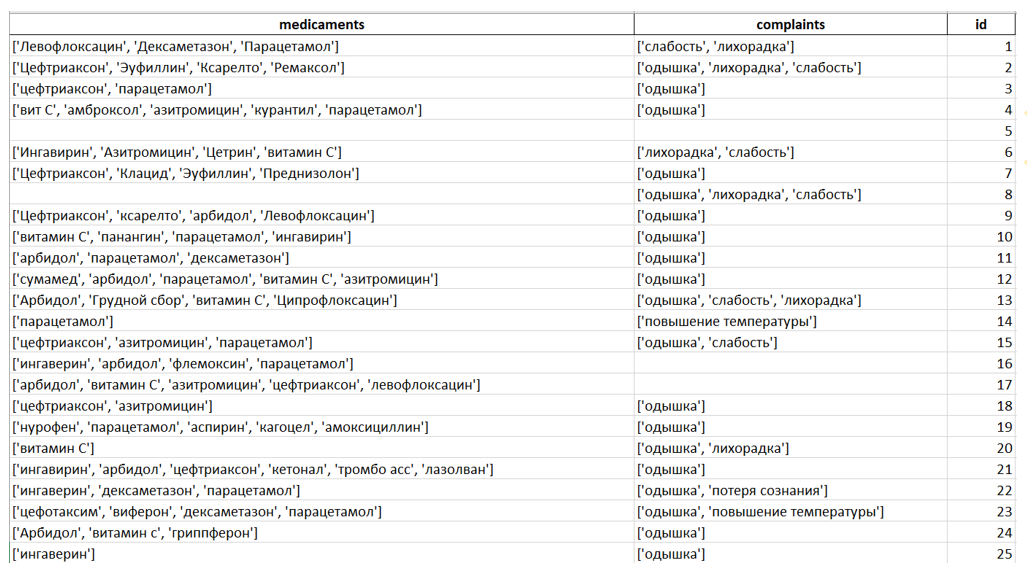 medicaments complaints id
['Левофлоксацин', 'Дексаметазон', 'Парацетамол'] ['слабость', 'лихорадка'] 1
['Цефтриаксон', 'Эуфиллин', 'Ксарелто', 'Ремаксол'] ['одышка', 'лихорадка', 'слабость'] 2
['цефтриаксон', 'парацетамол'] ['одышка'] 3
['вит С', 'амброксол', 'азитромицин', 'курантил', 'парацетамол'] ['одышка'] 4
5
['Ингавирин', 'Азитромицин', 'Цетрин', 'витамин С'] ['лихорадка', 'слабость'] 6
['Цефтриаксон', 'Клацид', 'Эуфиллин', 'Преднизолон'] ['одышка'] 7
['одышка', 'лихорадка', 'слабость'] 8
['Цефтриаксон', 'ксарелто', 'арбидол', 'Левофлоксацин'] ['одышка'] 9
['витамин С', 'панангин', 'парацетамол', 'ингавирин'] ['одышка'] 10
['арбидол', 'парацетамол', 'дексаметазон'] ['одышка'] 11
['сумамед', 'арбидол', 'парацетамол', 'витамин С', 'азитромицин'] ['одышка'] 12
['Арбидол', 'Грудной сбор', 'витамин С', 'Ципрофлоксацин'] ['одышка', 'слабость', 'лихорадка'] 13
['парацетамол'] ['повышение температуры'] 14
['цефтриаксон', 'азитромицин', 'парацетамол'] ['одышка', 'слабость'] 15
['ингаверин', 'арбидол', 'флемоксин', 'парацетамол'] 16
['арбидол', 'витамин С', 'азитромицин', 'цефтриаксон', 'левофлоксацин'] 17
['цефтриаксон', 'азитромицин'] ['одышка'] 18
['нурофен', 'парацетамол', 'аспирин', 'кагоцел', 'амоксициллин'] ['одышка'] 19
['витамин С'] ['одышка', 'лихорадка'] 20
['ингавирин', 'арбидол', 'цефтриаксон', 'кетонал', 'тромбо асс', 'лазолван'] ['одышка'] 21
['ингаверин', 'дексаметазон', 'парацетамол'] ['одышка', 'потеря сознания'] 22
['цефотаксим', 'виферон', 'дексаметазон', 'парацетамол'] ['одышка', 'повышение температуры'] 23
['Арбидол', 'витамин с', 'гриппферон'] ['одышка'] 24
['ингаверин'] ['одышка'] 25